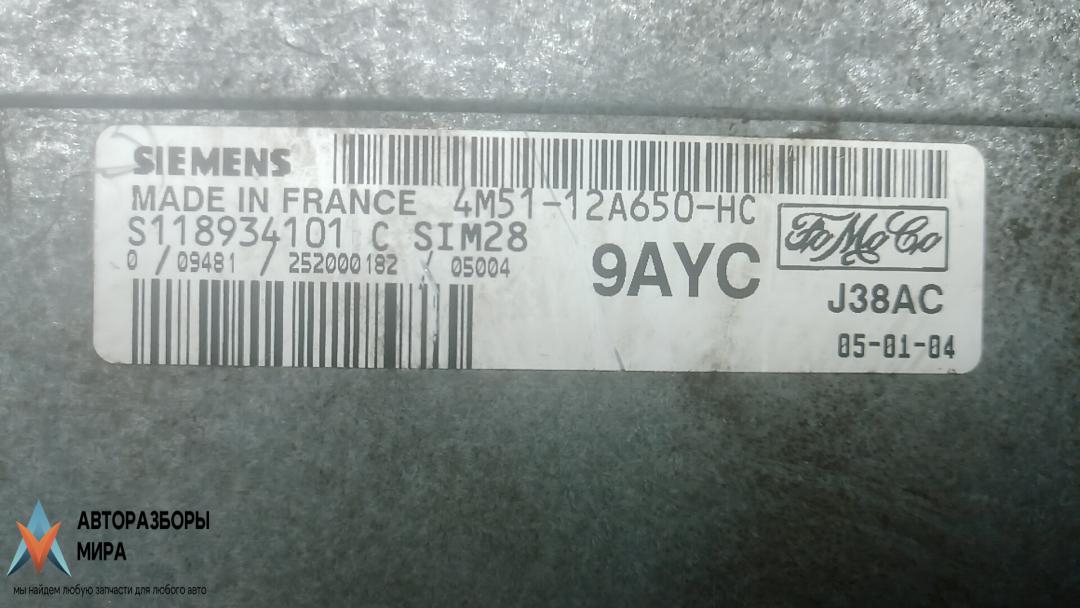 SIEMENS
MADE IN FRANCE 4M51-12A650-HC
S118934101 C SIM28
0 / 09481 / 252000182 / 05004
9AYC
FoMoCo
J38AC
05-01-04
АВТОРАЗБОРЫ
МИРА
мы найдем любую запчасти для любого авто